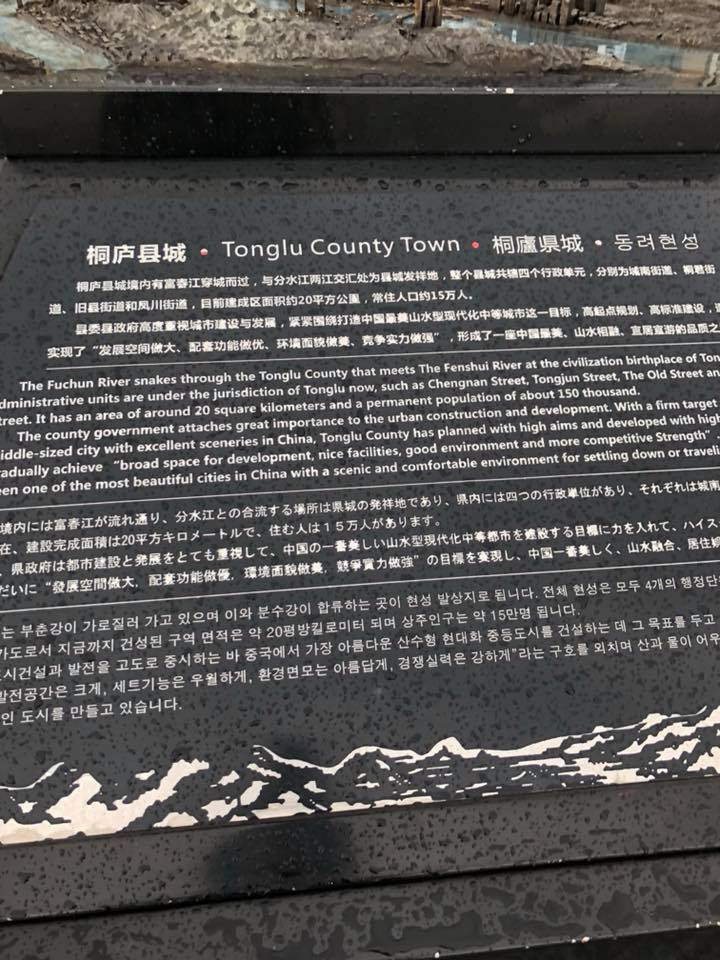 桐庐县城 • Tonglu County Town • 桐廬県城 • 동려현성
桐庐县城境内有富春江穿城而过，与分水江两江交汇处为县城发祥地，整个县城共辖四个行政单元，分别为城南街道、桐君街
道、旧县街道和凤川街道，目前建成区面积约20平方公里，常住人口约15万人。
县委县政府高度重视城市建设与发展，紧紧围绕打造中国最美山水型现代化中等城市这一目标，高起点规划、高标准建设，
实现了“发展空间做大、配套功能做优、环境面貌做美、竞争实力做强”，形成了一座中国最美、山水相融、宜居宜游的品质之
The Fuchun River snakes through the Tonglu County that meets The Fenshui River at the civilization birthplace of Ton
dministrative units are under the jurisdiction of Tonglu now, such as Chengnan Street, Tongjun Street, The Old Street an
treet. It has an area of around 20 square kilometers and a permanent population of about 150 thousand.
The county government attaches great importance to the urban construction and development. With a firm target
iddle-sized city with excellent sceneries in China, Tonglu County has planned with high aims and developed with high
radually achieve “broad space for development, nice facilities, good environment and more competitive Strength”
een one of the most beautiful cities in China with a scenic and comfortable environment for settling down or traveli
境内には富春江が流れ通り、分水江との合流する場所は県城の発祥地であり、県内には四つの行政単位があり、それぞれは城南
在、建設完成面積は20平方キロメートルで、住む人は１５万人があります。
県政府は都市建設と発展をとても重視して、中国の一番美しい山水型現代化中等都市を建設する目標に力を入れて、ハイス
だいに“發展空間做大，配套功能做優，環境面貌做美，競爭實力做強”の目標を実現し、中国一番美しく、山水融合、居住
는 부춘강이 가로질러 가고 있으며 이와 분수강이 합류하는 곳이 현성 발상지로 됩니다. 전체 현성은 모두 4개의 행정단
가도로서 지금까지 건성된 구역 면적은 약 20평방킬로미터 되며 상주인구는 약 15만명 됩니다.
시건설과 발전을 고도로 중시하는 바 중국에서 가장 아름다운 산수형 현대화 중등도시를 건설하는 데 그 목표를 두고
발전공간은 크게, 세트기능은 우월하게, 환경면모는 아름답게, 경쟁실력은 강하게”라는 구호를 외치며 산과 물이 어우
인 도시를 만들고 있습니다.